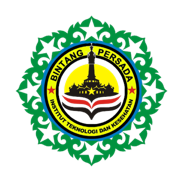 BINTANG PERSADA
INSTITUT TEKNOLOGI DAN KESEHATAN